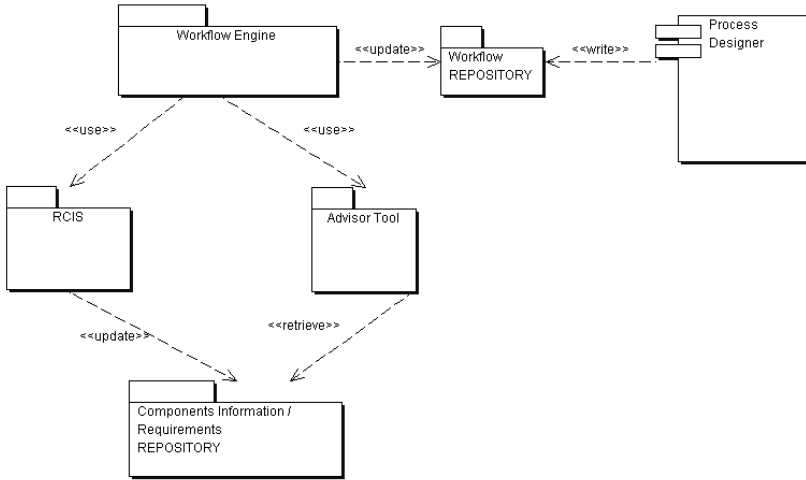 Workflow Engine
<<update>>
Workflow
REPOSITORY
<<write>>
Process
Designer
<<use>>
<<use>>
RCIS
Advisor Tool
<<update>>
<<retrieve>>
Components Information /
Requirements
REPOSITORY